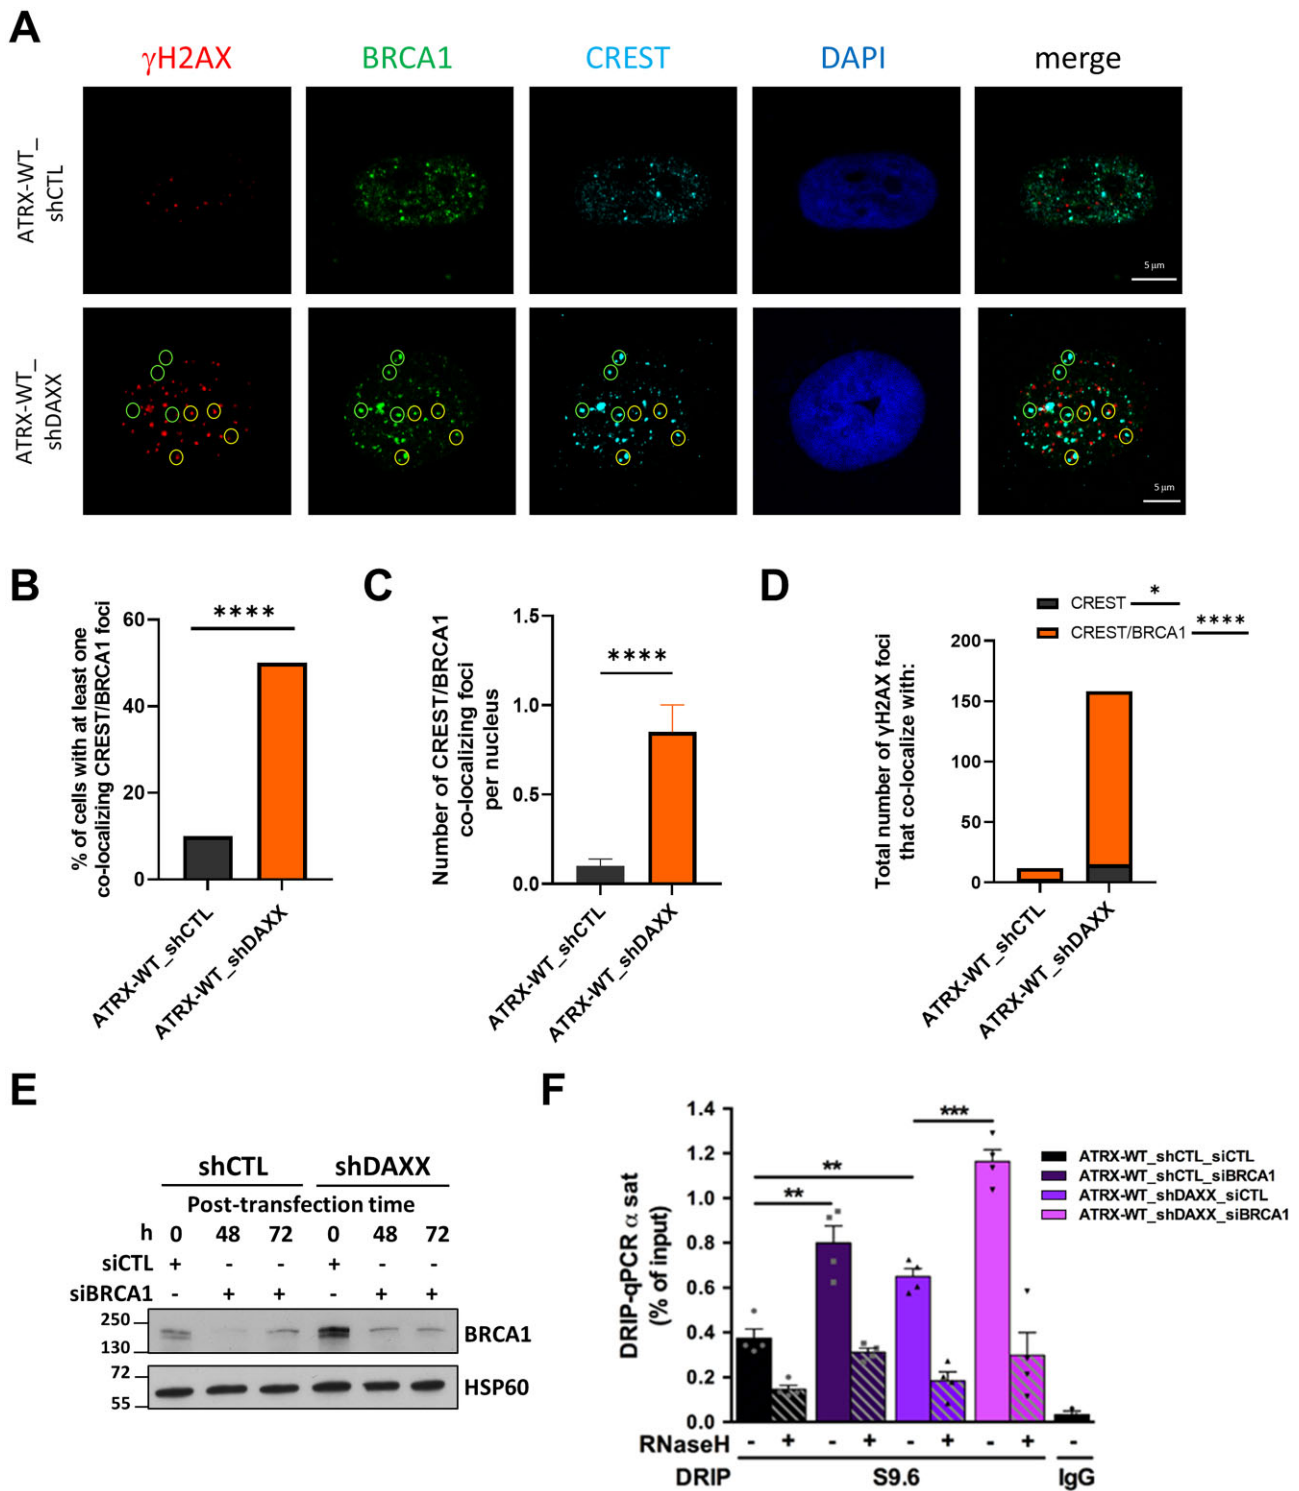 A
γH2AX BRCA1 CREST DAPI merge
ATRX-WT_
shCTL
5 μm
ATRX-WT_
shDAXX
5 μm
B
% of cells with at least one
co-localizing CREST/BRCA1 foci
60
40
20
0
****
ATRX-WT_shCTL
ATRX-WT_shDAXX
C
Number of CREST/BRCA1
co-localizing foci
per nucleus
1.5
1.0
0.5
0.0
****
ATRX-WT_shCTL
ATRX-WT_shDAXX
D
CREST *
CREST/BRCA1 ****
Total number of γH2AX foci
that co-localize with:
200
150
100
50
0
ATRX-WT_shCTL
ATRX-WT_shDAXX
E
shCTL shDAXX
Post-transfection time
h 0 48 72 0 48 72
siCTL + - - + - -
siBRCA1 - + + - + +
250
130
BRCA1
72
55
HSP60
F
DRIP-qPCR α sat
(% of input)
1.4
1.2
1.0
0.8
0.6
0.4
0.2
0.0
**
**
***
ATRX-WT_shCTL_siCTL
ATRX-WT_shCTL_siBRCA1
ATRX-WT_shDAXX_siCTL
ATRX-WT_shDAXX_siBRCA1
RNaseH - + - + - + - + -
DRIP S9.6 IgG